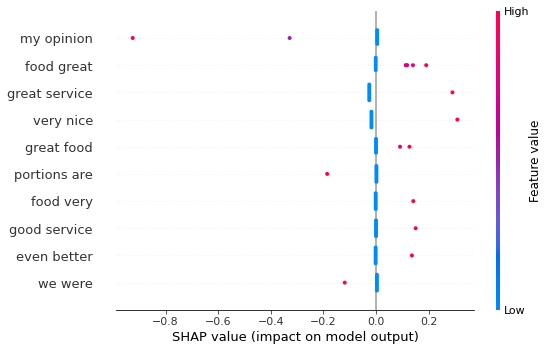 High
my opinion
food great
great service
very nice
great food
portions are
food very
good service
even better
we were
Feature value
Low
−0.8 −0.6 −0.4 −0.2 0.0 0.2
SHAP value (impact on model output)